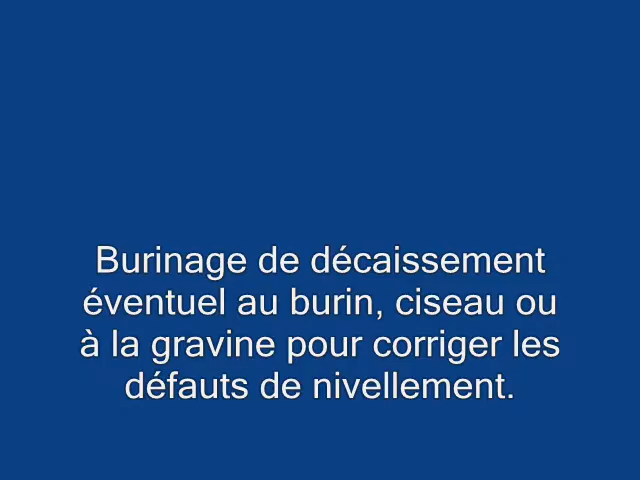 Burinage de décaissement
éventuel au burin, ciseau ou
à la gravine pour corriger les
défauts de nivellement.